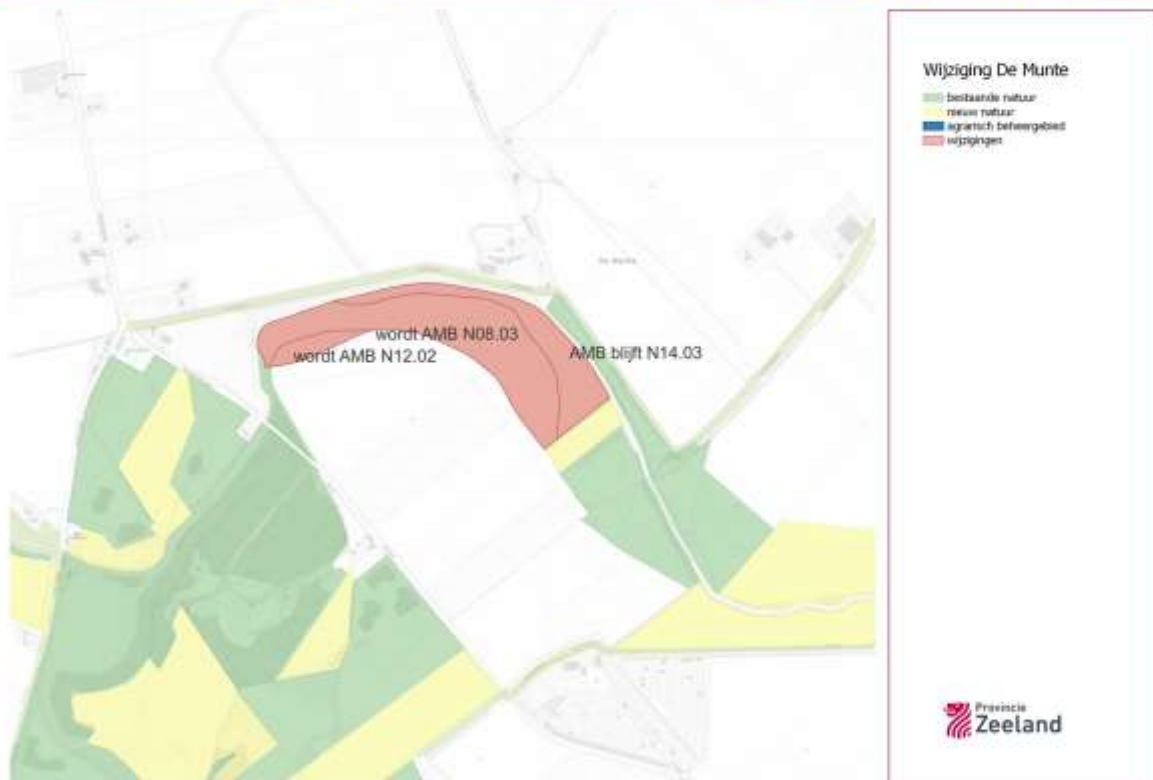 Wijziging De Munte
bestaande natuur
nieuw natuur
agrarisch beheergebied
wijzigingen
wordt AMB N08.03
wordt AMB N12.02
AMB blijft N14.03
Provincie
Zeeland